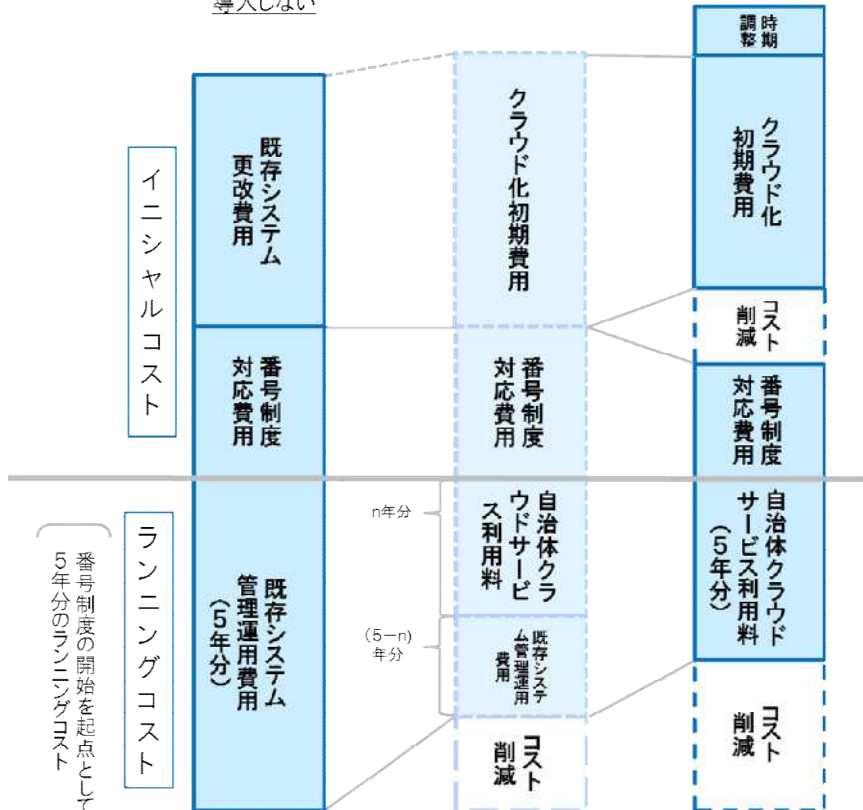 導入しない
イニシャルコスト
既存システム
更改費用
番号制度
対応費用
クラウド化初期費用
番号制度
対応費用
時期
調整
クラウド化
初期費用
コスト
削減
番号制度
対応費用
ランニングコスト
番号制度の開始を起点として
5年分のランニングコスト
既存システム
管理運用費用
(5年分)
n年分
自治体クラ
ウドサービ
ス利用料
(5−n)
年分
既存システ
ム管理運用
費用
コスト
削減
自治体クラウド
サービス利用料
(5年分)
コスト
削減